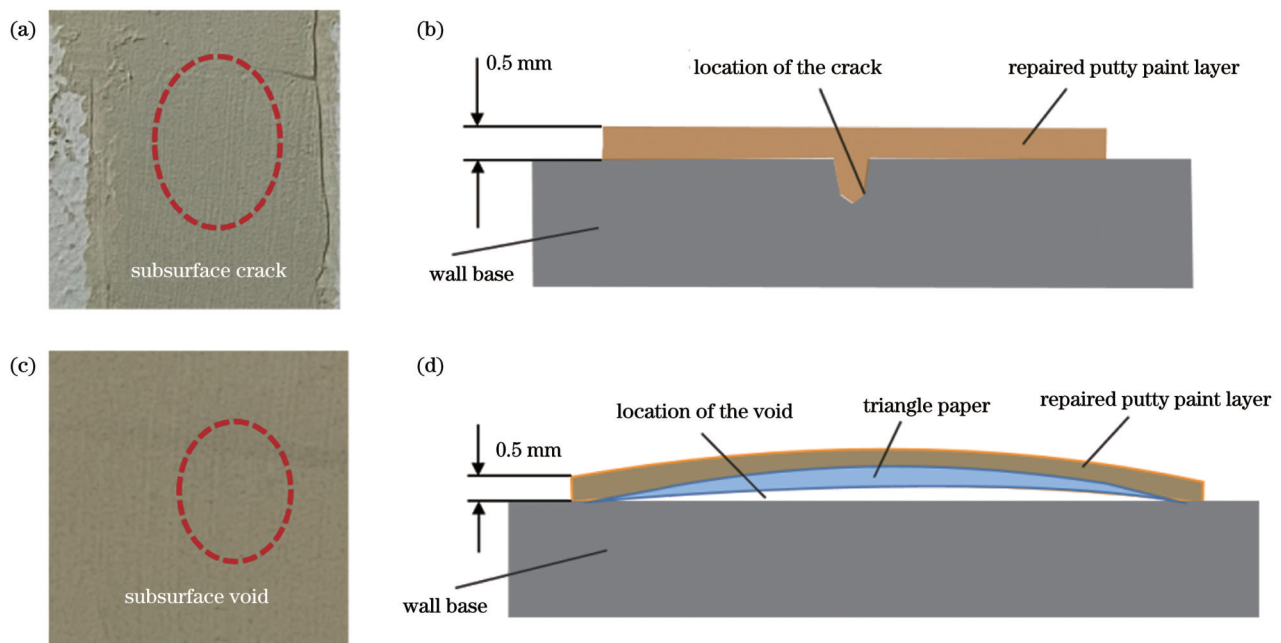 (a)
subsurface crack
(b)
0.5 mm
location of the crack
repaired putty paint layer
wall base
(c)
subsurface void
(d)
0.5 mm
location of the void
triangle paper
repaired putty paint layer
wall base